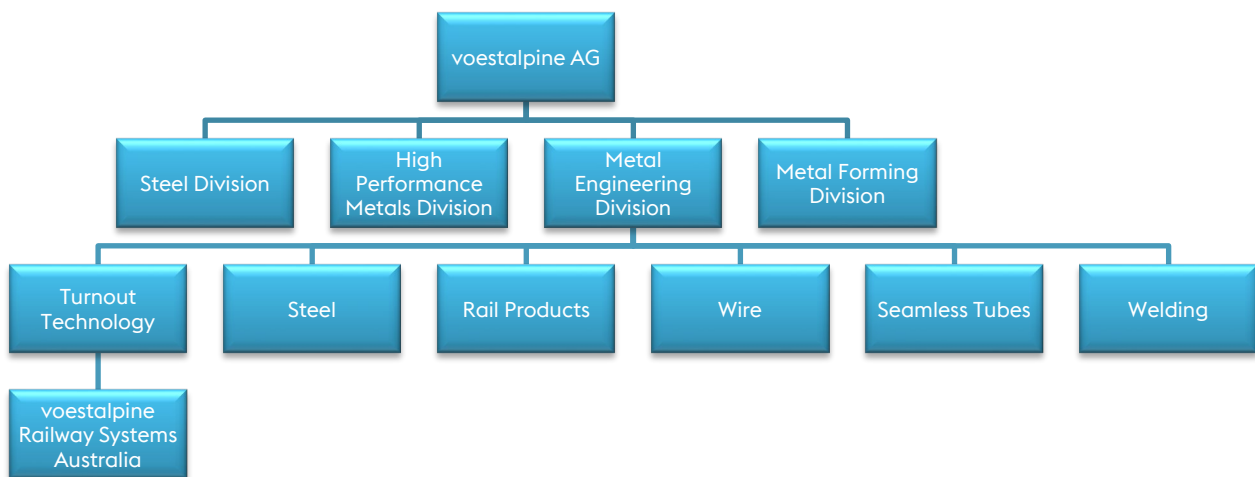 voestalpine AG
Steel Division
High
Performance
Metals Division
Metal
Engineering
Division
Metal Forming
Division
Turnout
Technology
Steel
Rail Products
Wire
Seamless Tubes
Welding
voestalpine
Railway Systems
Australia